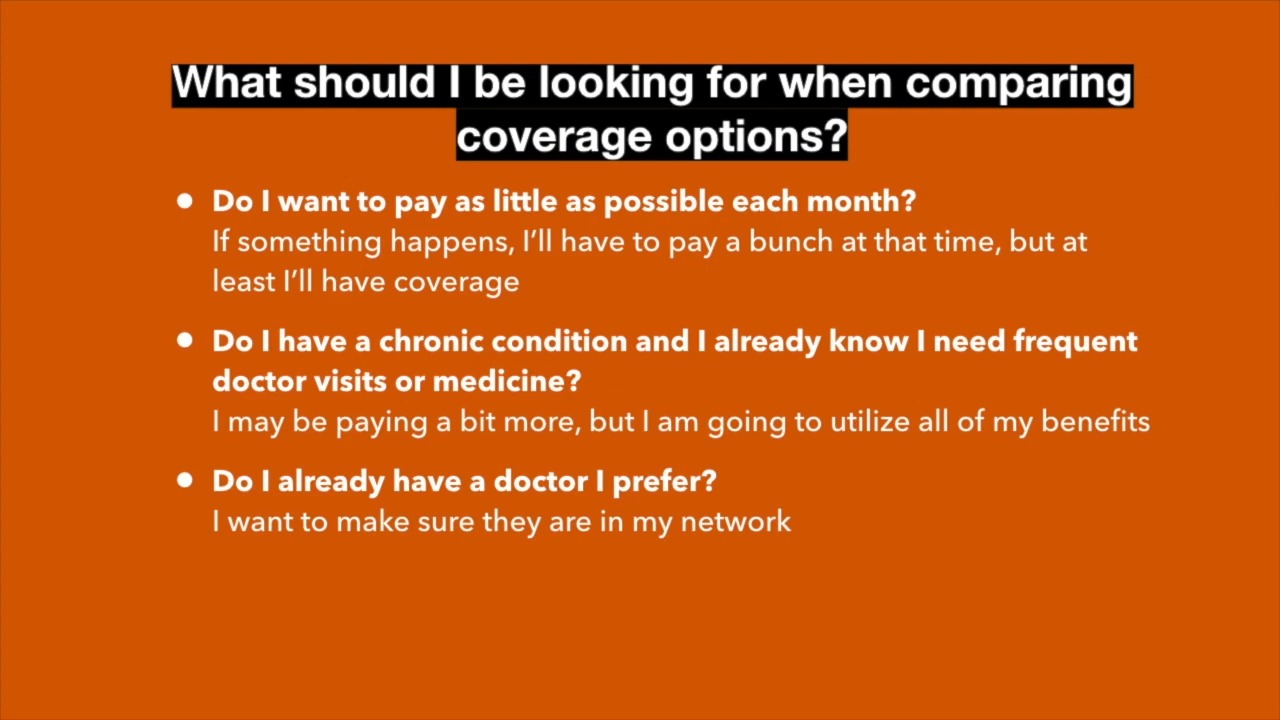 What should I be looking for when comparing
coverage options?
• Do I want to pay as little as possible each month?
If something happens, I’ll have to pay a bunch at that time, but at
least I’ll have coverage
• Do I have a chronic condition and I already know I need frequent
doctor visits or medicine?
I may be paying a bit more, but I am going to utilize all of my benefits
• Do I already have a doctor I prefer?
I want to make sure they are in my network